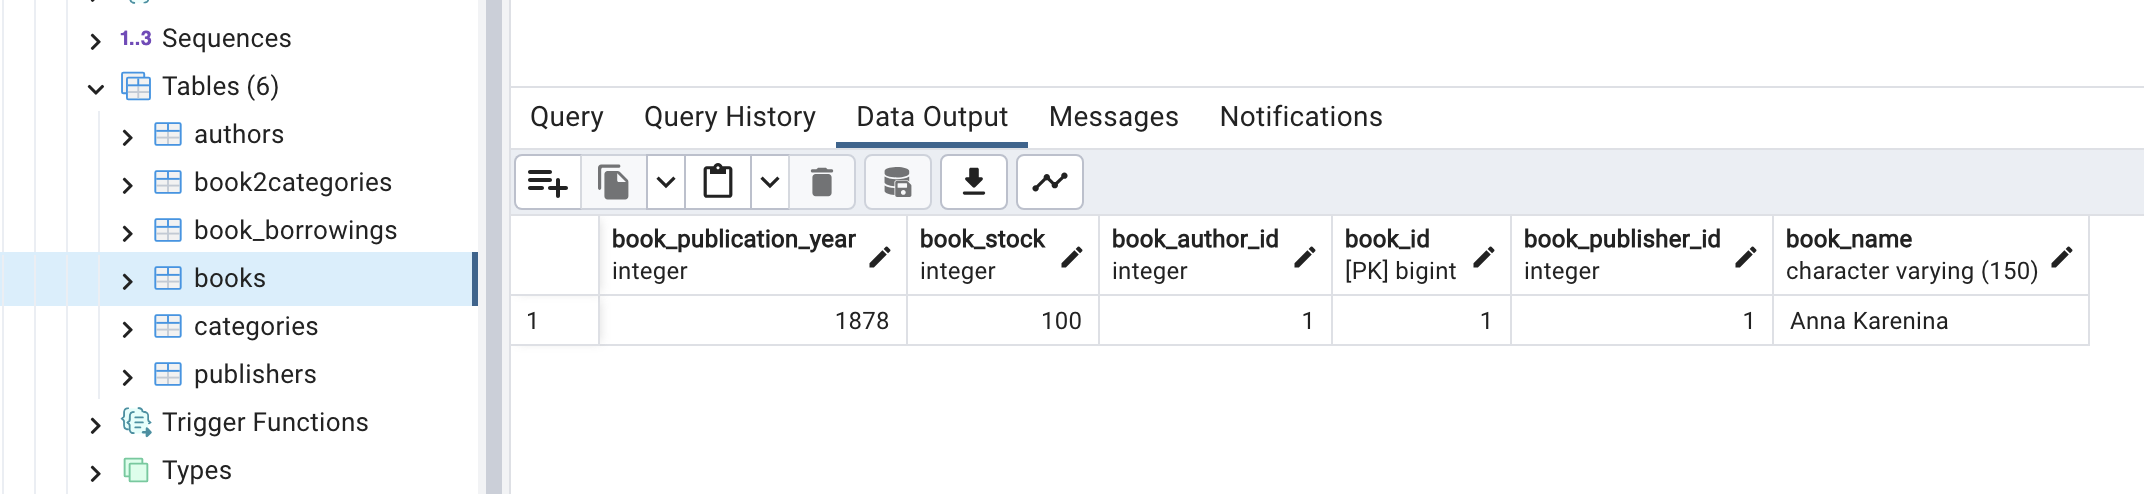 1..3 Sequences
Tables (6)
authors
book2categories
book_borrowings
books
categories
publishers
Trigger Functions
Types
Query Query History Data Output Messages Notifications
book_publication_year book_stock book_author_id book_id book_publisher_id book_name
integer integer integer [PK] bigint integer character varying (150)
1 1878 100 1 1 1 Anna Karenina